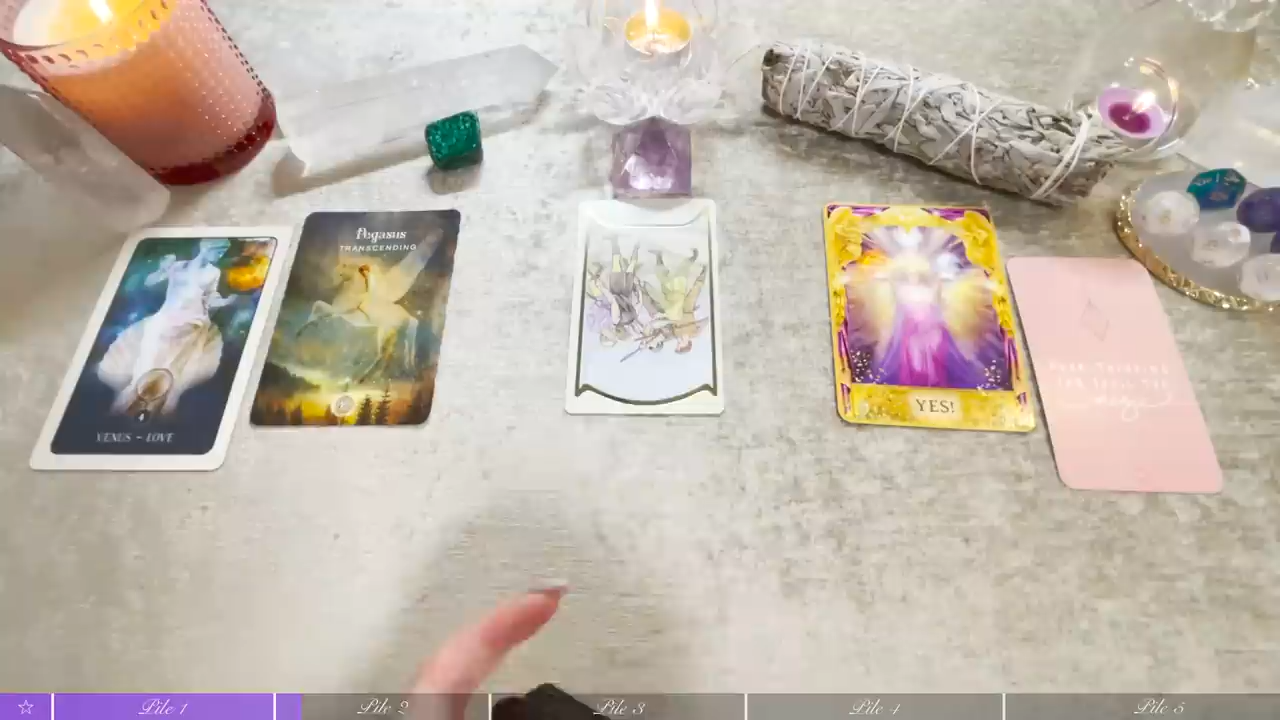 Pegasus
TRANSCENDING
VENUS ~ LOVE
YES!
☆ Pile 1 Pile 2 Pile 3 Pile 4 Pile 5